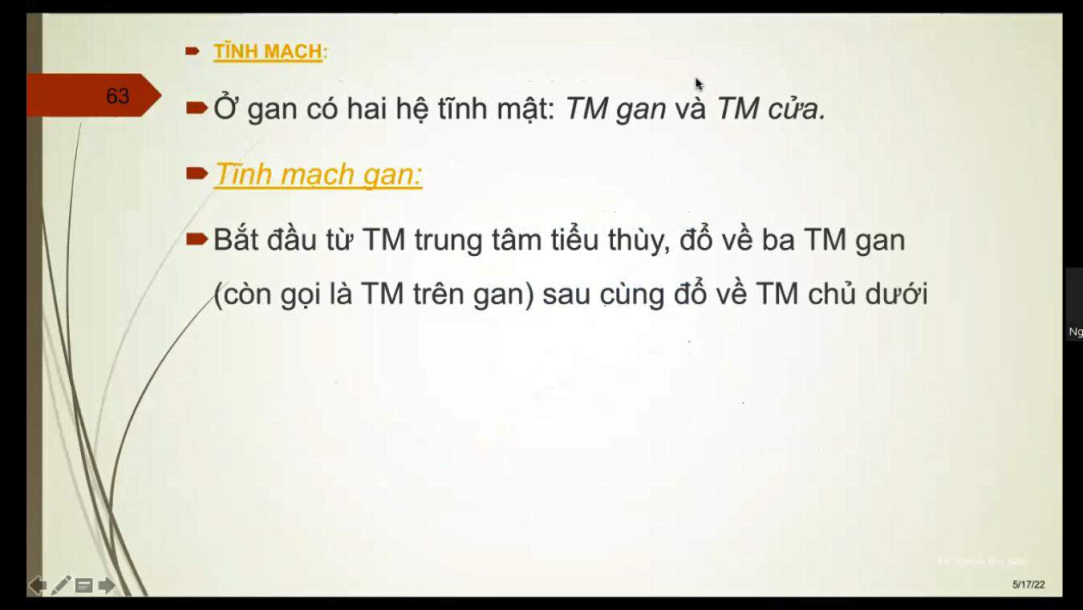 TĨNH MẠCH:
63
Ở gan có hai hệ tĩnh mật: TM gan và TM cửa.
Tĩnh mạch gan:
Bắt đầu từ TM trung tâm tiểu thùy, đổ về ba TM gan
(còn gọi là TM trên gan) sau cùng đổ về TM chủ dưới
Ng
5/17/22